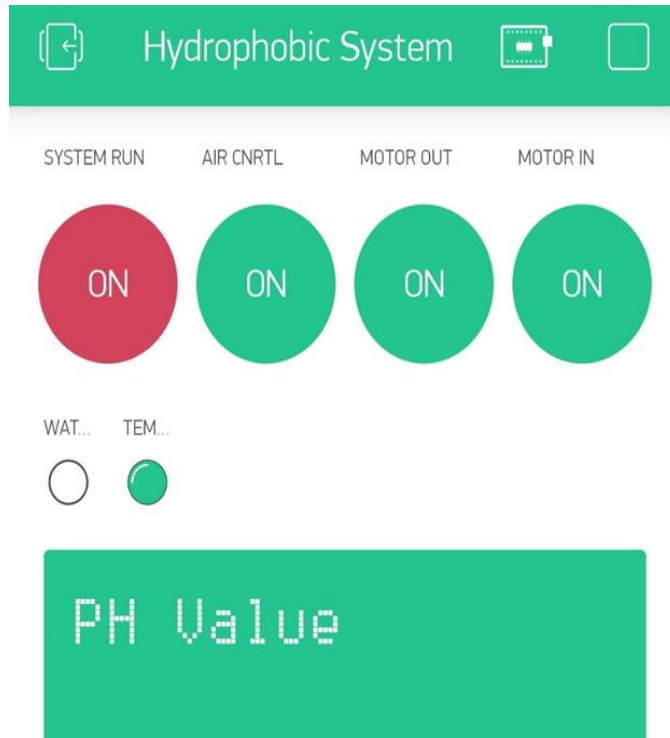 Hydrophobic System
SYSTEM RUN AIR CNRTL MOTOR OUT MOTOR IN
ON ON ON ON
WAT... TEM...
PH Value